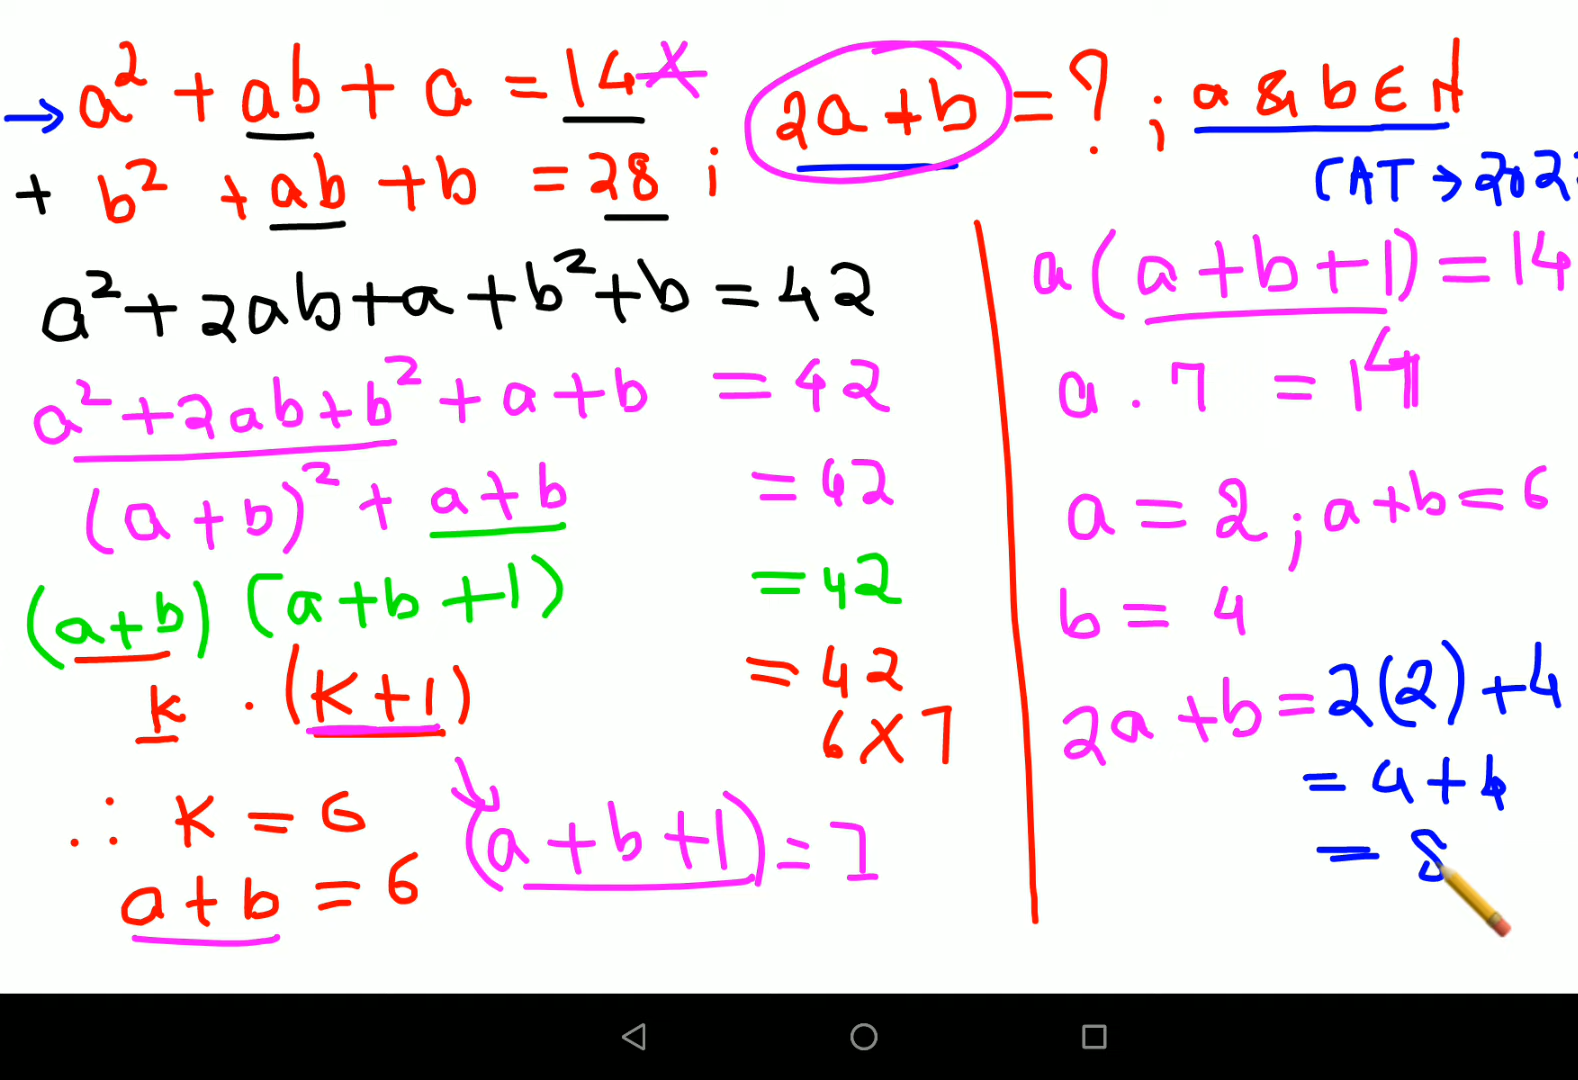 → a² + ab + a = 14 × 2a + b = ? ; a & b ∈ N
+ b² + ab + b = 28 ;
CAT →
a² + 2ab + a + b² + b = 42
a² + 2ab + b² + a + b = 42
(a + b)² + a + b = 42
(a + b) (a + b + 1) = 42
k . (k + 1) = 42
6 × 7
∴ k = 6
a + b = 6
(a + b + 1) = 7
a (a + b + 1) = 14
a . 7 = 14
a = 2 ; a + b = 6
b = 4
2a + b = 2(2) + 4
= 4 + 4
= 8